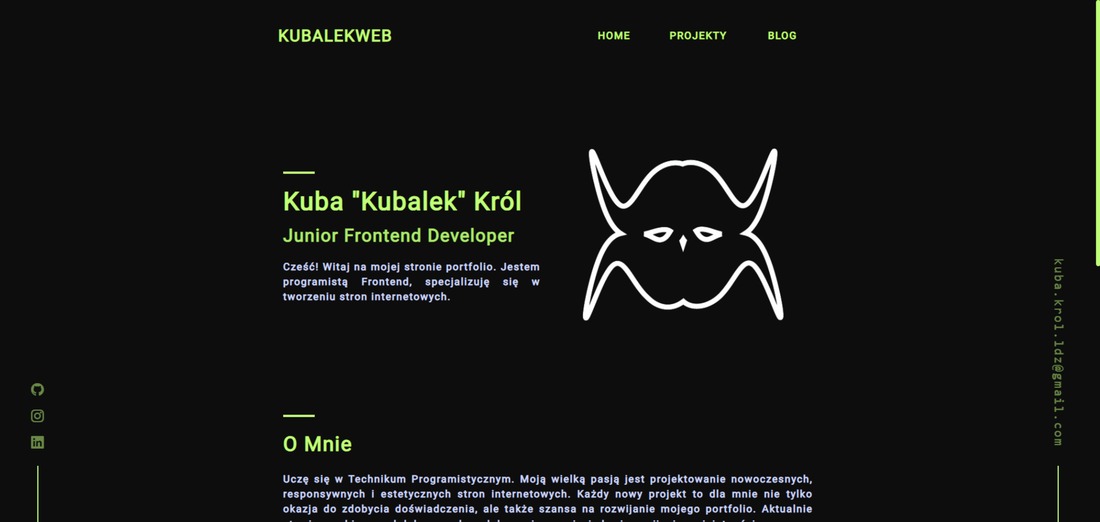 KUBALEKWEB
HOME PROJEKTY BLOG
Kuba "Kubalek" Król
Junior Frontend Developer
Cześć! Witaj na mojej stronie portfolio. Jestem
programistą Frontend, specjalizuję się w
tworzeniu stron internetowych.
kuba.krol.ldz@gmail.com
O Mnie
Uczę się w Technikum Programistycznym. Moją wielką pasją jest projektowanie nowoczesnych,
responsywnych i estetycznych stron internetowych. Każdy nowy projekt to dla mnie nie tylko
okazja do zdobycia doświadczenia, ale także szansa na rozwijanie mojego portfolio. Aktualnie